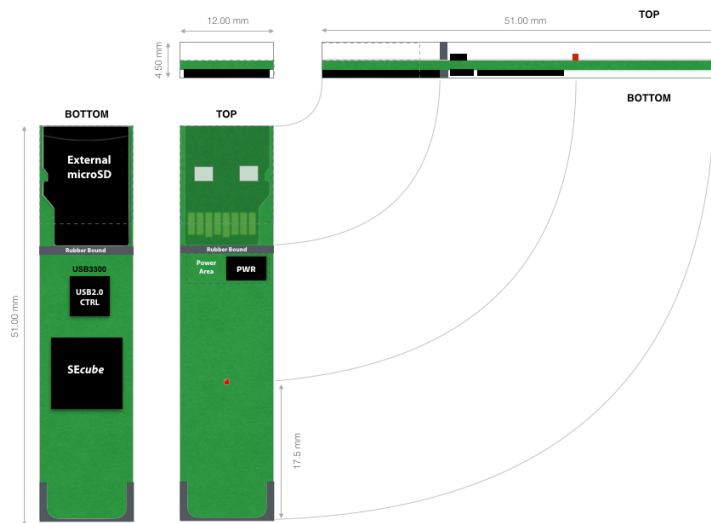 12.00 mm
51.00 mm
TOP
4.50 mm
BOTTOM
BOTTOM
TOP
External
microSD
Rubber Bound
Rubber Bound
USB3300
USB2.0
CTRL
Power
Area
PWR
SEcube
51.00 mm
17.5 mm